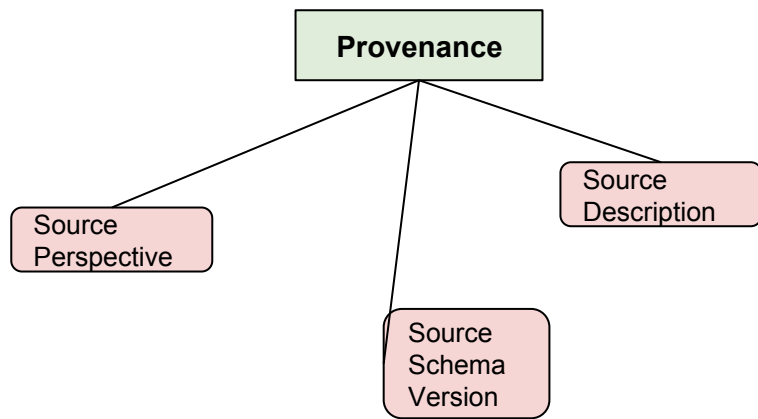 Provenance
Source
Description
Source
Perspective
Source
Schema
Version